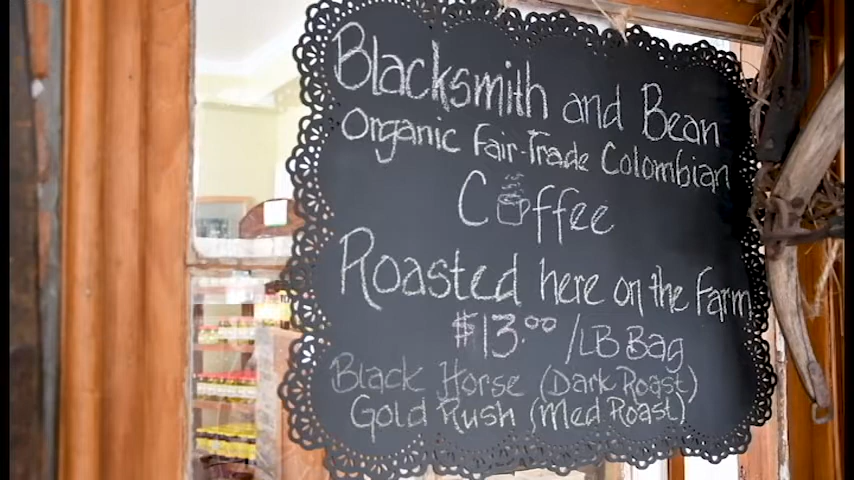 Blacksmith and Bean
Organic Fair-Trade Colombian
Coffee
Roasted here on the Farm
$13.00 /LB Bag
Black Horse (Dark Roast)
Gold Rush (Med Roast)